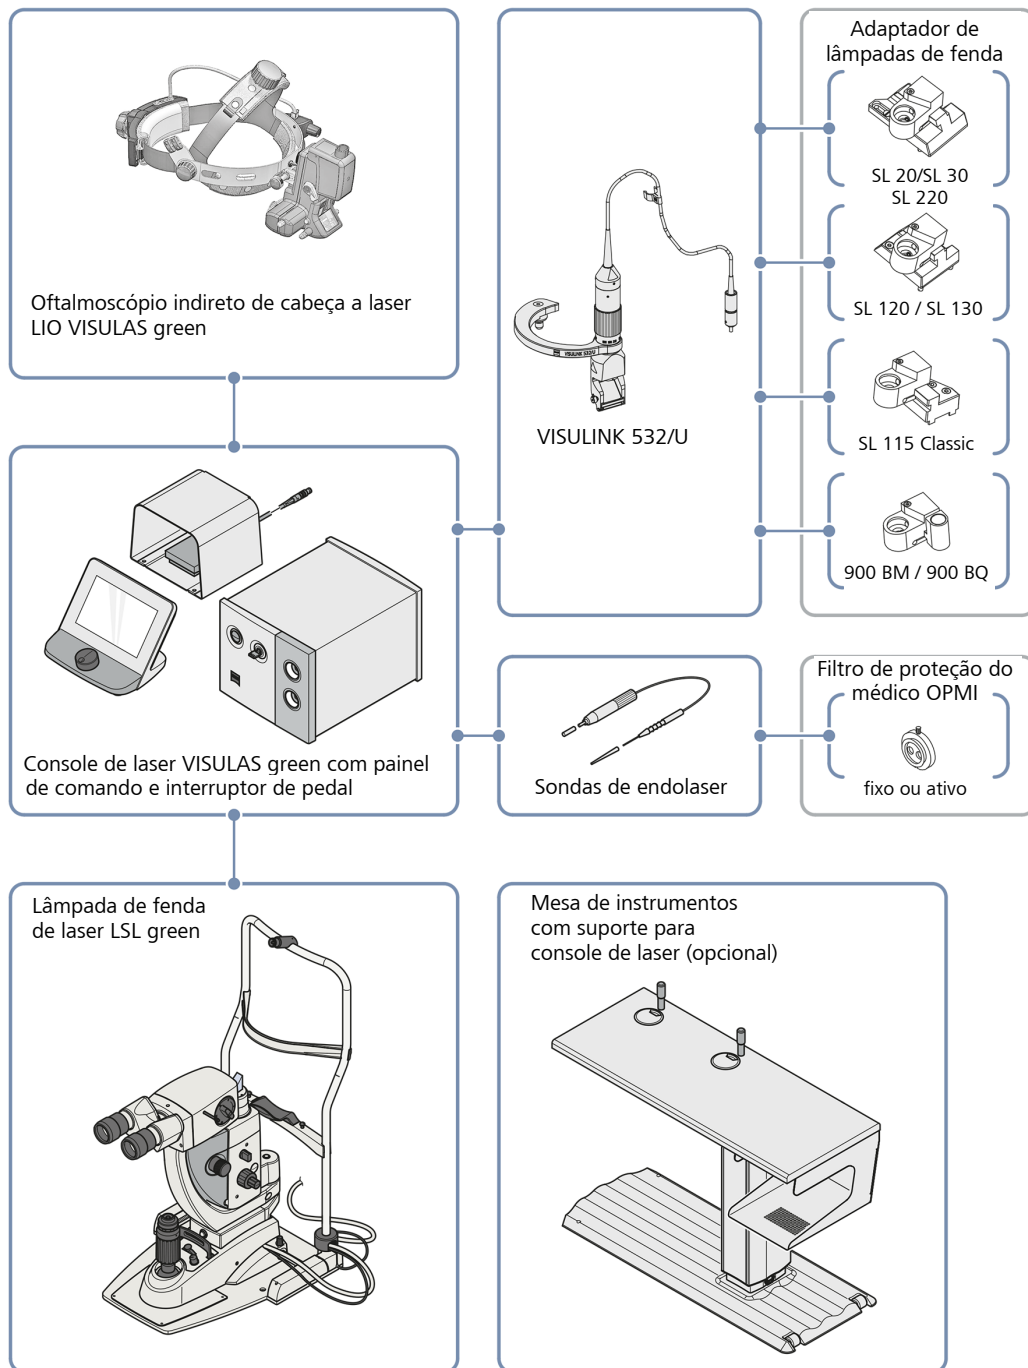 Oftalmoscópio indireto de cabeça a laser
LIO VISULAS green
VISULINK 532/U
VISULINK 532/U
Adaptador de
lâmpadas de fenda
SL 20/SL 30
SL 220
SL 120 / SL 130
SL 115 Classic
900 BM / 900 BQ
Console de laser VISULAS green com painel
de comando e interruptor de pedal
Sondas de endolaser
Filtro de proteção do
médico OPMI
fixo ou ativo
Lâmpada de fenda
de laser LSL green
Mesa de instrumentos
com suporte para
console de laser (opcional)